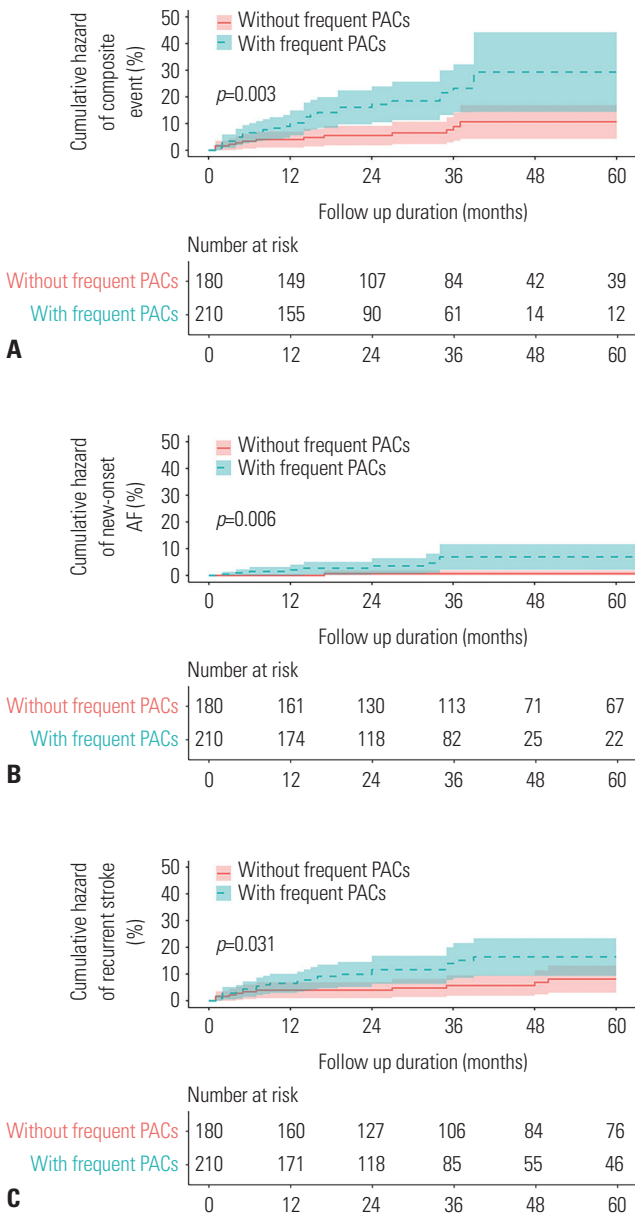 Cumulative hazard
of composite
event (%)
50
40
30
20
10
0
Without frequent PACs
With frequent PACs
p=0.003
0 12 24 36 48 60
Follow up duration (months)
Number at risk
Without frequent PACs 180 149 107 84 42 39
With frequent PACs 210 155 90 61 14 12
0 12 24 36 48 60
A
Cumulative hazard
of new-onset
AF (%)
50
40
30
20
10
0
Without frequent PACs
With frequent PACs
p=0.006
0 12 24 36 48 60
Follow up duration (months)
Number at risk
Without frequent PACs 180 161 130 113 71 67
With frequent PACs 210 174 118 82 25 22
0 12 24 36 48 60
B
Cumulative hazard
of recurrent stroke
(%)
50
40
30
20
10
0
Without frequent PACs
With frequent PACs
p=0.031
0 12 24 36 48 60
Follow up duration (months)
Number at risk
Without frequent PACs 180 160 127 106 84 76
With frequent PACs 210 171 118 85 55 46
0 12 24 36 48 60
C